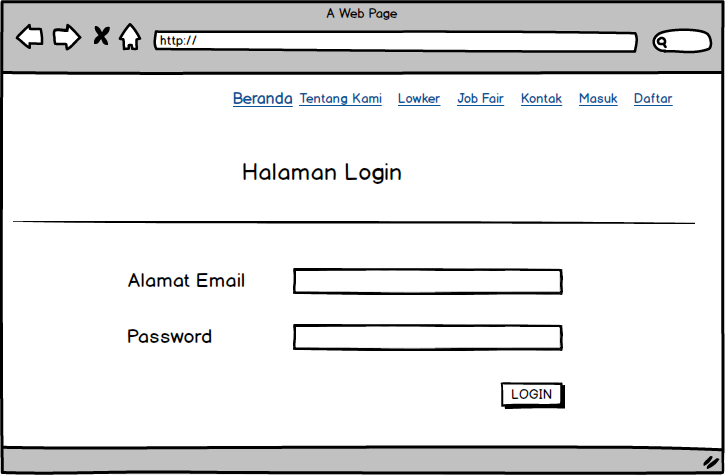 A Web Page
http://
Beranda Tentang Kami Lowker Job Fair Kontak Masuk Daftar
Halaman Login
Alamat Email
Password
LOGIN